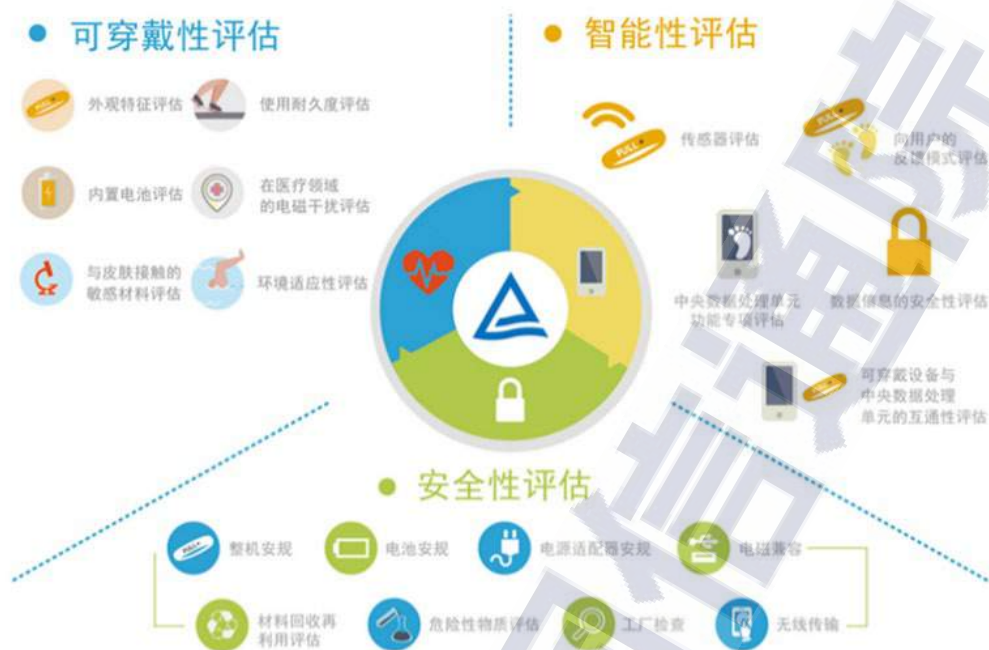 可穿戴性评估
外观特征评估
使用耐久度评估
内置电池评估
在医疗领域
的电磁干扰评估
与皮肤接触的
敏感材料评估
环境适应性评估
智能性评估
传感器评估
向用户的
反馈模式评估
中央数据处理单元
功能专项评估
数据信息的安全性评估
可穿戴设备与
中央数据处理
单元的互通性评估
安全性评估
整机安规
电池安规
电源适配器安规
电磁兼容
材料回收再
利用评估
危险性物质评估
工厂检查
无线传输